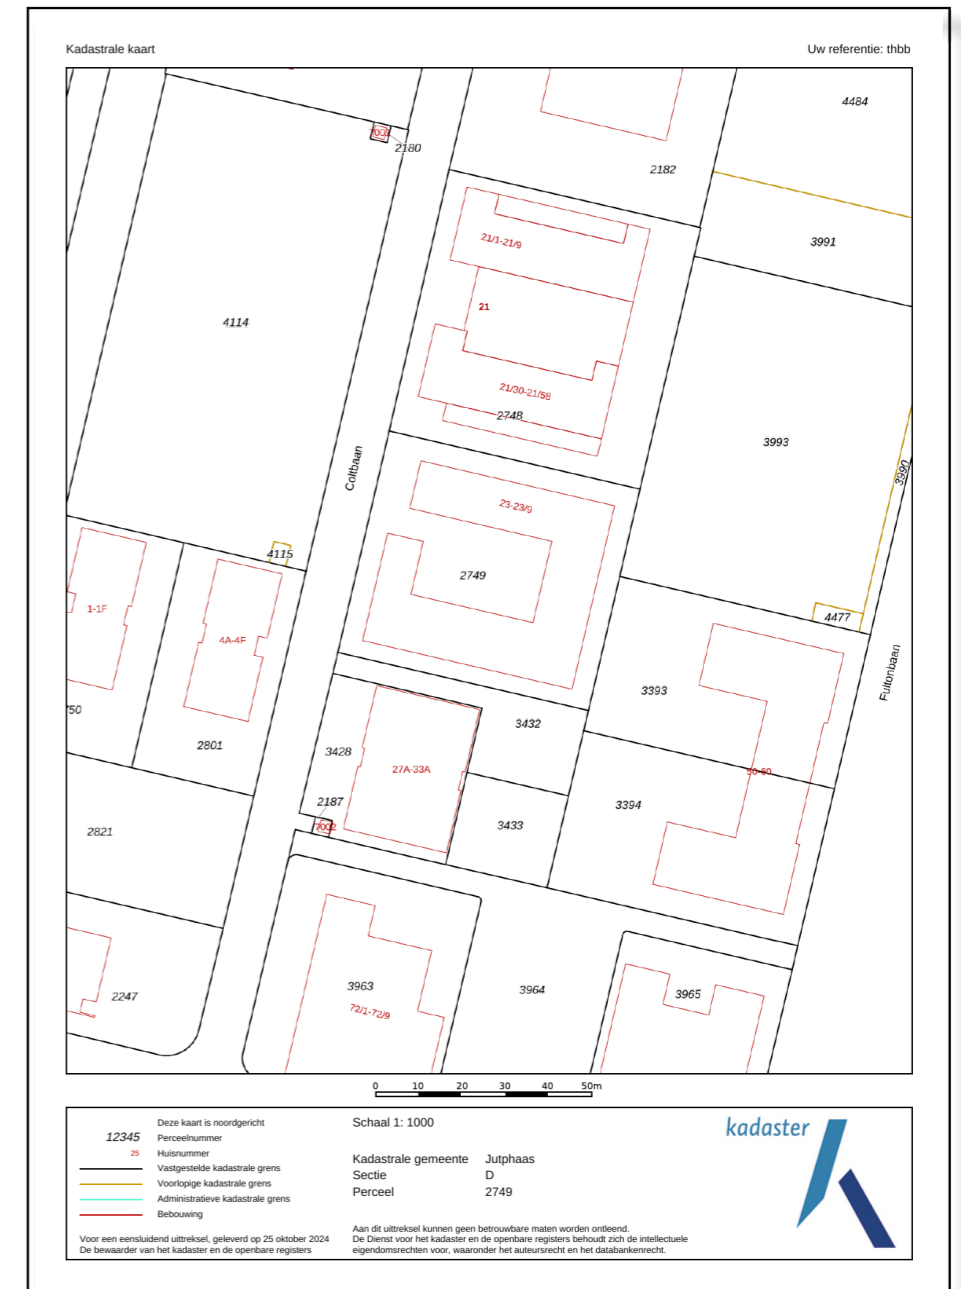 Kadastrale kaart
Uw referentie: thbb
4484
7001
2180
2182
3991
21/1-21/9
21
4114
21/30-21/58
2748
3993
Coltbaan
3990
23-23/9
4115
2749
4477
1-1F
4A-4F
Fultonbaan
3393
750
2801
3428
3432
27A-33A
50-60
2187
7002
3394
3433
2821
3963
3964
3965
2247
72/1-72/9
0 10 20 30 40 50m
Deze kaart is noordgericht
12345 Perceelnummer
25 Huisnummer
Vastgestelde kadastrale grens
Voorlopige kadastrale grens
Administratieve kadastrale grens
Bebouwing
Voor een eensluidend uittreksel, geleverd op 25 oktober 2024
De bewaarder van het kadaster en de openbare registers
Schaal 1: 1000
Kadastrale gemeente Jutphaas
Sectie D
Perceel 2749
Aan dit uittreksel kunnen geen betrouwbare maten worden ontleend.
De Dienst voor het kadaster en de openbare registers behoudt zich de intellectuele
eigendomsrechten voor, waaronder het auteursrecht en het databankenrecht.
kadaster